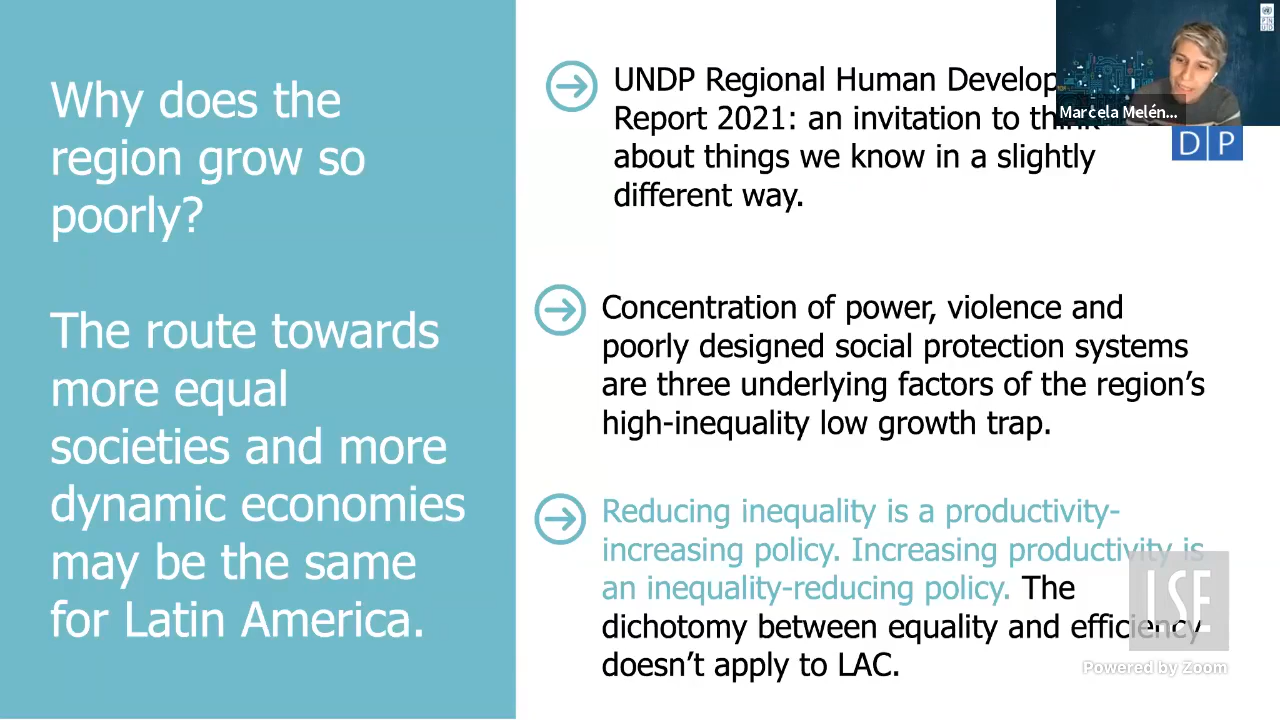 Why does the
region grow so
poorly?
The route towards
more equal
societies and more
dynamic economies
may be the same
for Latin America.
UNDP Regional Human Develop
Report 2021: an invitation to think
about things we know in a slightly
different way.
Concentration of power, violence and
poorly designed social protection systems
are three underlying factors of the region’s
high-inequality low growth trap.
Reducing inequality is a productivity-
increasing policy. Increasing productivity is
an inequality-reducing policy. The
dichotomy between equality and efficiency
doesn’t apply to LAC.
Marcela Melén...
D P
LSE
Powered by Zoom